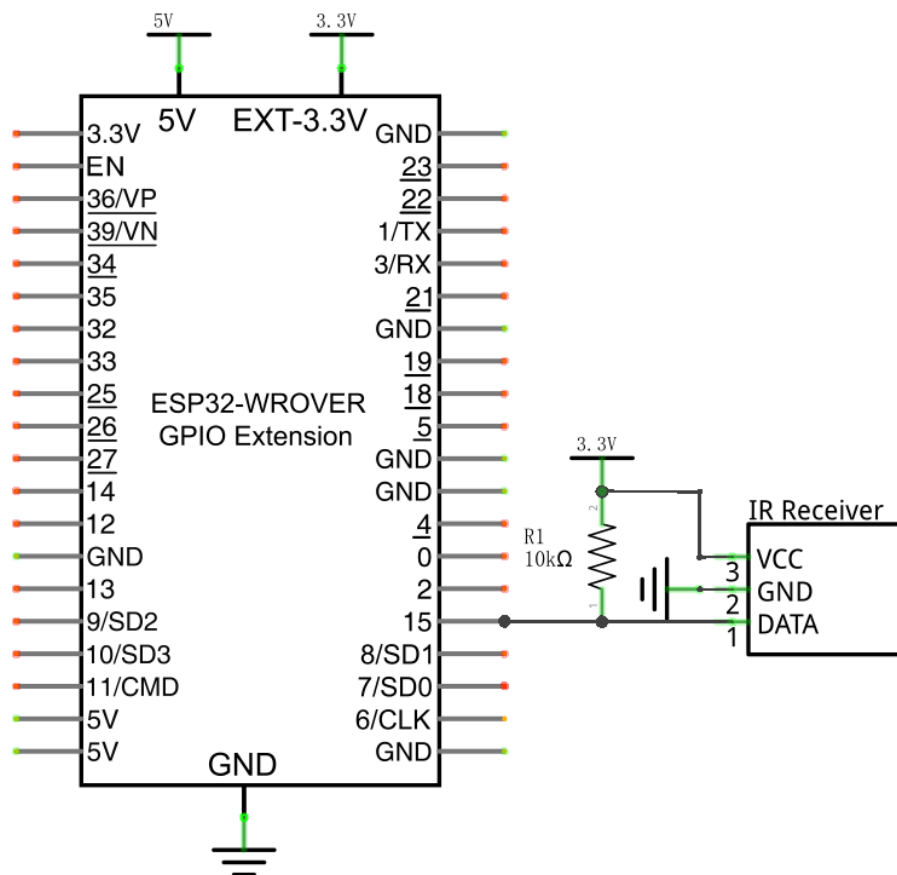 5V
3.3V
5V
EXT-3.3V
3.3V
EN
36/VP
39/VN
34
35
32
33
25
26
27
14
12
GND
13
9/SD2
10/SD3
11/CMD
5V
5V
ESP32-WROVER
GPIO Extension
GND
23
22
1/TX
3/RX
21
GND
19
18
5
GND
GND
4
0
2
15
8/SD1
7/SD0
6/CLK
GND
GND
3.3V
2
R1
10kΩ
1
IR Receiver
VCC
3
GND
2
DATA
1